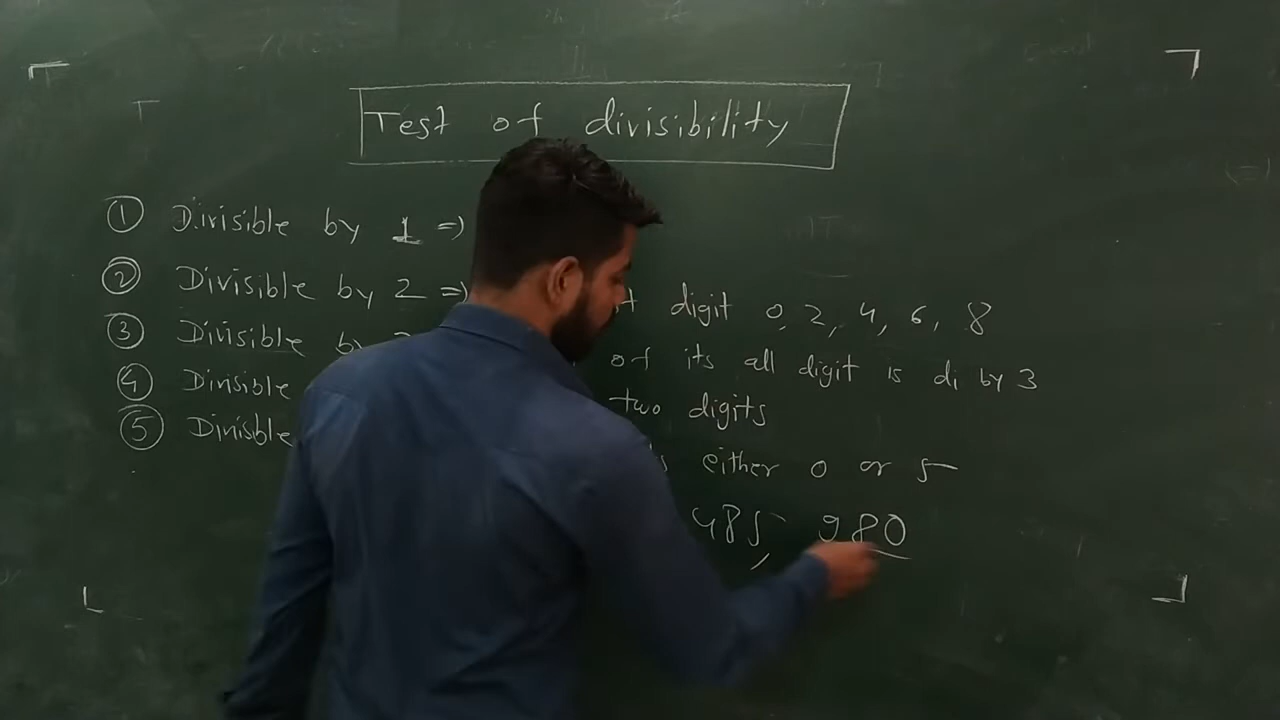 Test of divisibility
① Divisible by 1 =>
② Divisible by 2 => digit 0, 2, 4, 6, 8
③ Divisible by of its all digit is di by 3
④ Divisible two digits
⑤ Divisible either 0 or 5
485, 980